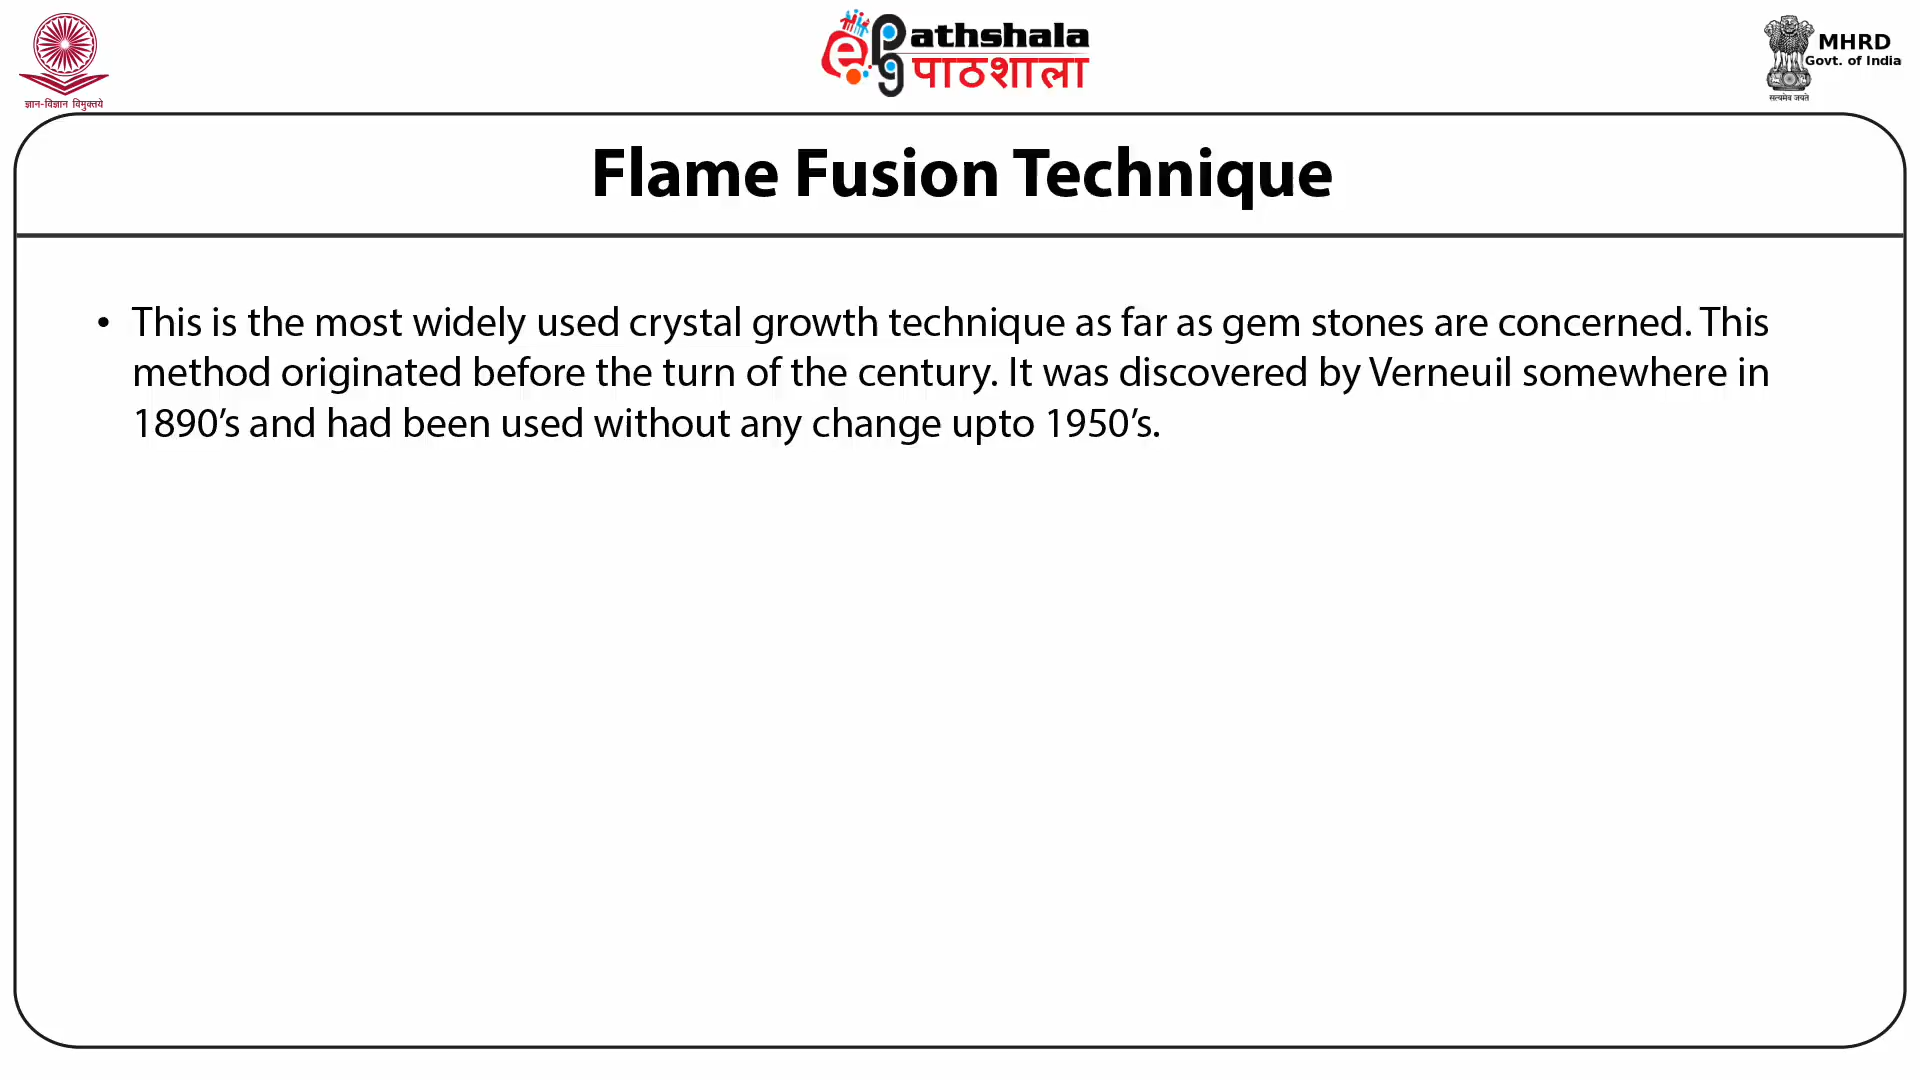 ज्ञान-विज्ञान विमुक्तये
e Pathshala
पाठशाला
MHRD
Govt. of India
सत्यमेव जयते
Flame Fusion Technique
• This is the most widely used crystal growth technique as far as gem stones are concerned. This
method originated before the turn of the century. It was discovered by Verneuil somewhere in
1890’s and had been used without any change upto 1950’s.